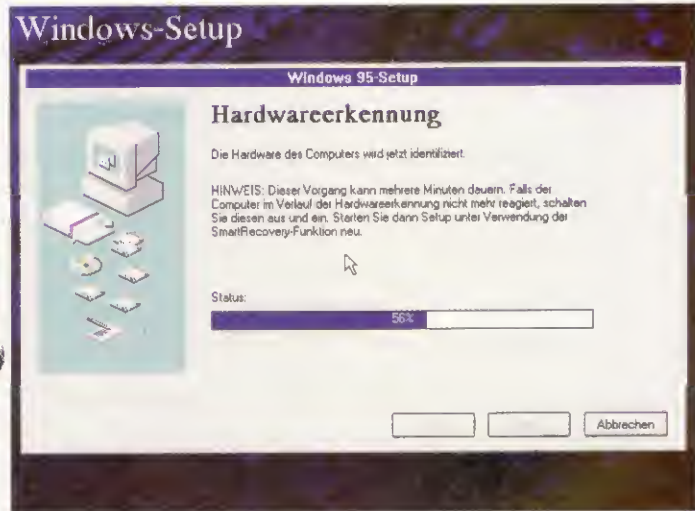 Windows-Setup
Windows 95-Setup
Hardwareerkennung
Die Hardware des Computers wird jetzt identifiziert.
HINWEIS: Dieser Vorgang kann mehrere Minuten dauern. Falls der
Computer im Verlauf der Hardwareerkennung nicht mehr reagiert, schalten
Sie diesen aus und ein. Starten Sie dann Setup unter Verwendung der
SmartRecovery-Funktion neu.
Status:
56%
Abbrechen